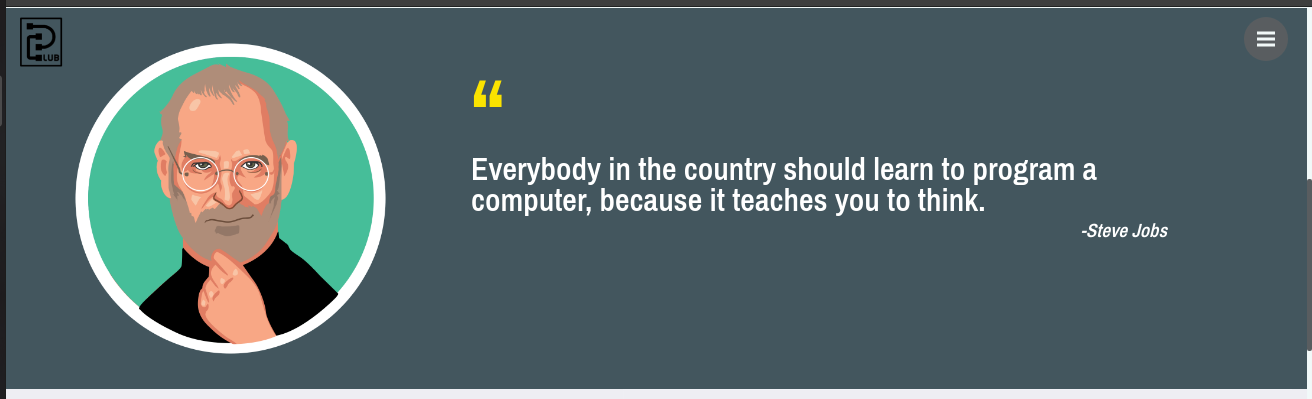 LUB
“
Everybody in the country should learn to program a
computer, because it teaches you to think.
-Steve Jobs